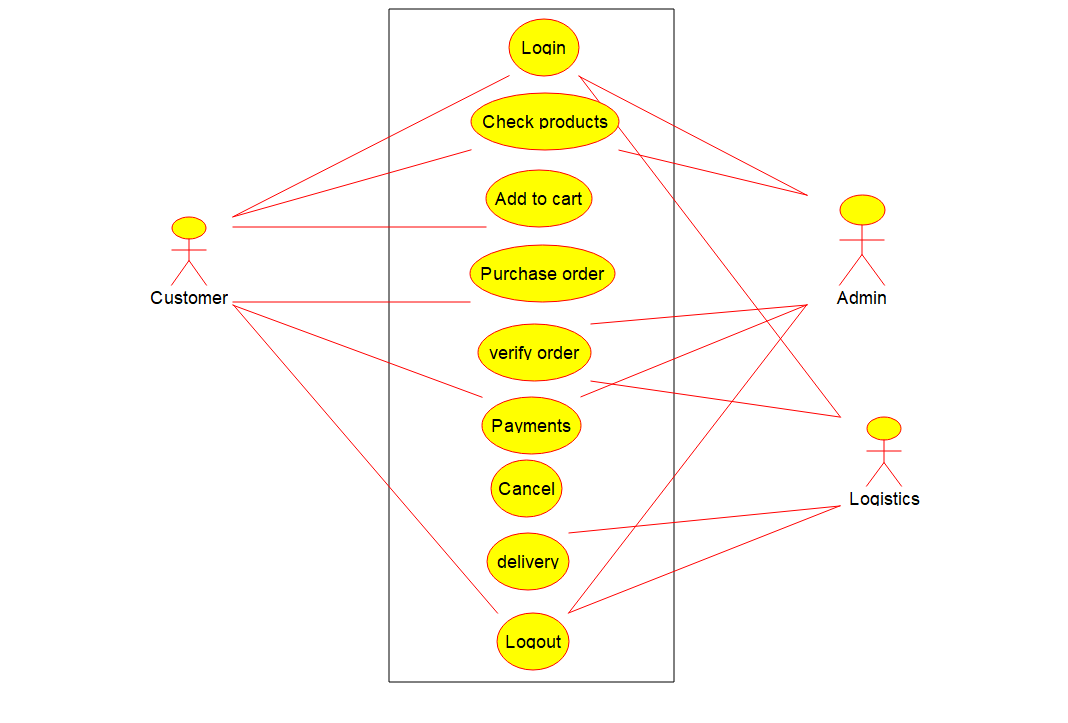 Login
Check products
Add to cart
Purchase order
verify order
Payments
Cancel
delivery
Logout
Customer
Admin
Logistics